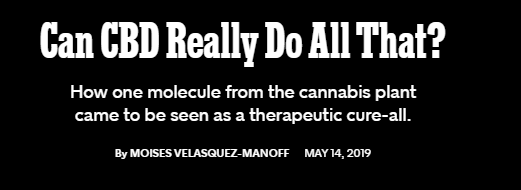 Can CBD Really Do All That?
How one molecule from the cannabis plant
came to be seen as a therapeutic cure-all.
By MOISES VELASQUEZ-MANOFF MAY 14, 2019